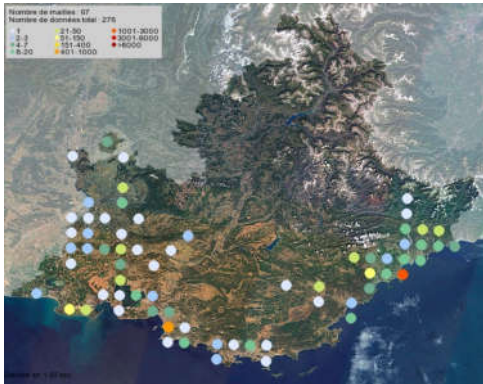 Nombre de mailles : 67
Nombre de données total : 276
1 21-50 1001-3000
2-3 51-150 3001-6000
4-7 151-400 >6000
8-20 401-1000